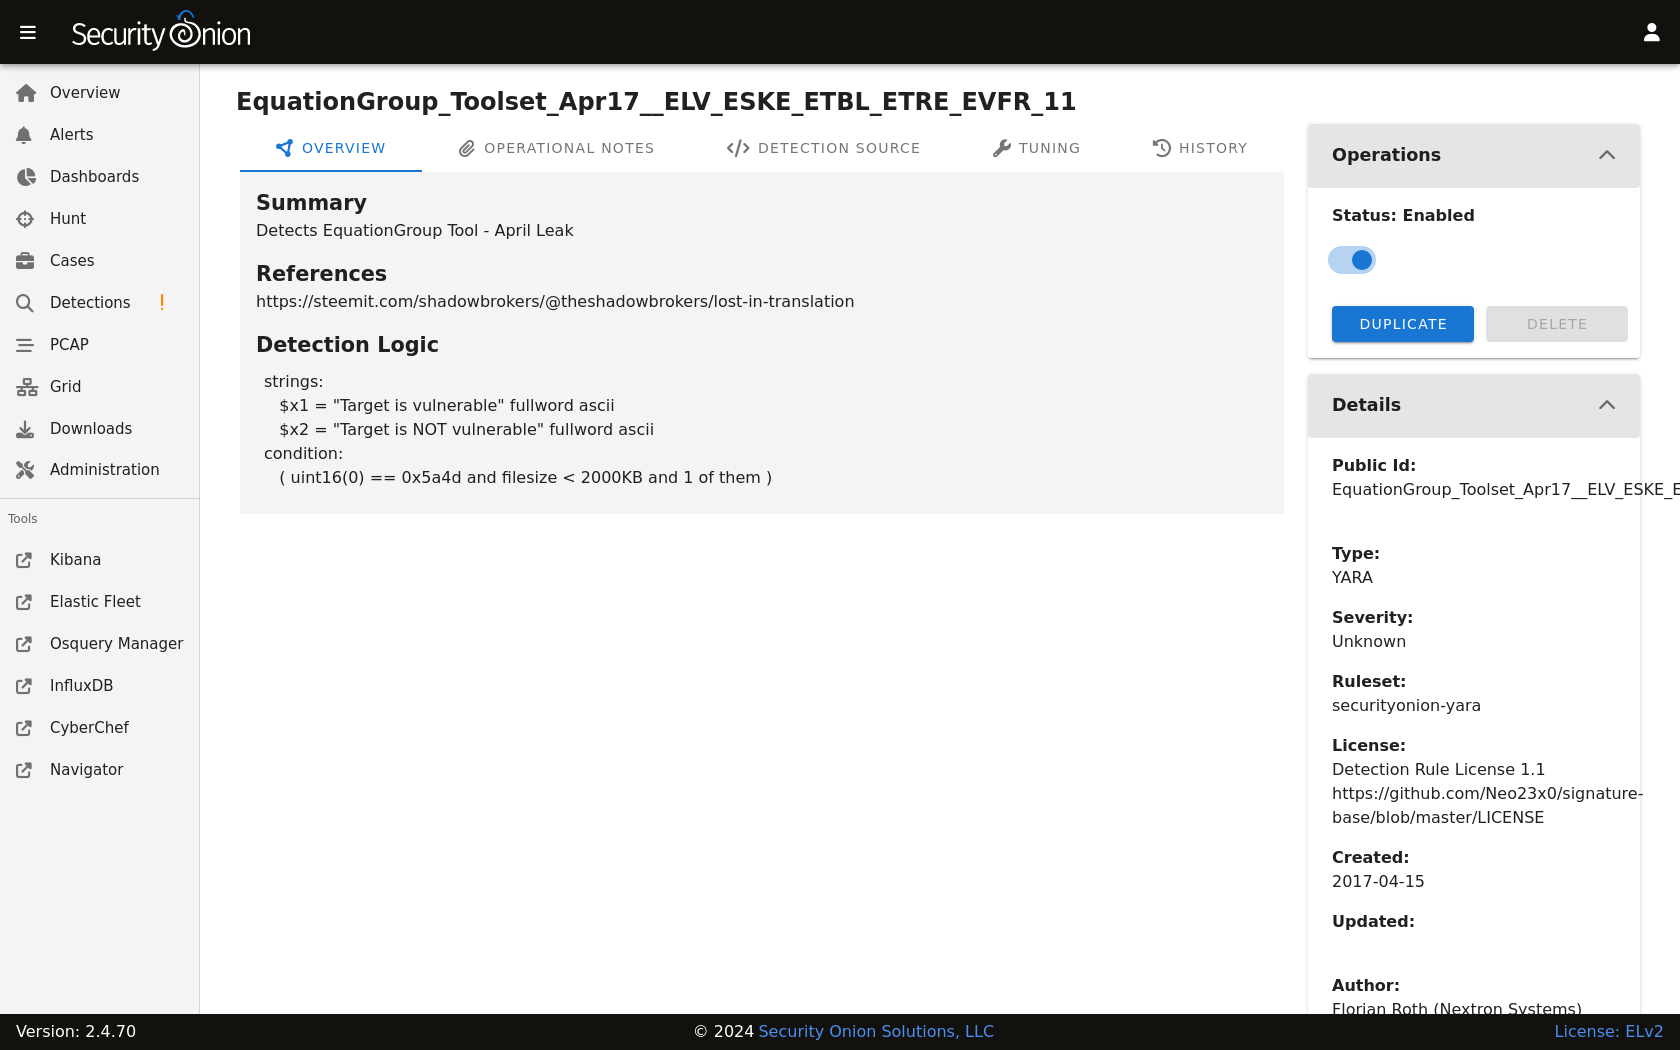 Security Onion
Overview
Alerts
Dashboards
Hunt
Cases
Detections !
PCAP
Grid
Downloads
Administration
Tools
Kibana
Elastic Fleet
Osquery Manager
InfluxDB
CyberChef
Navigator
EquationGroup_Toolset_Apr17__ELV_ESKE_ETBL_ETRE_EVFR_11
OVERVIEW OPERATIONAL NOTES DETECTION SOURCE TUNING HISTORY
Summary
Detects EquationGroup Tool - April Leak
References
https://steemit.com/shadowbrokers/@theshadowbrokers/lost-in-translation
Detection Logic
strings:
$x1 = "Target is vulnerable" fullword ascii
$x2 = "Target is NOT vulnerable" fullword ascii
condition:
( uint16(0) == 0x5a4d and filesize < 2000KB and 1 of them )
Operations
Status: Enabled
DUPLICATE DELETE
Details
Public Id:
EquationGroup_Toolset_Apr17__ELV_ESKE_E
Type:
YARA
Severity:
Unknown
Ruleset:
securityonion-yara
License:
Detection Rule License 1.1
https://github.com/Neo23x0/signature-
base/blob/master/LICENSE
Created:
2017-04-15
Updated:
Author:
Florian Roth (Nextron Systems)
Version: 2.4.70
© 2024 Security Onion Solutions, LLC
License: ELv2